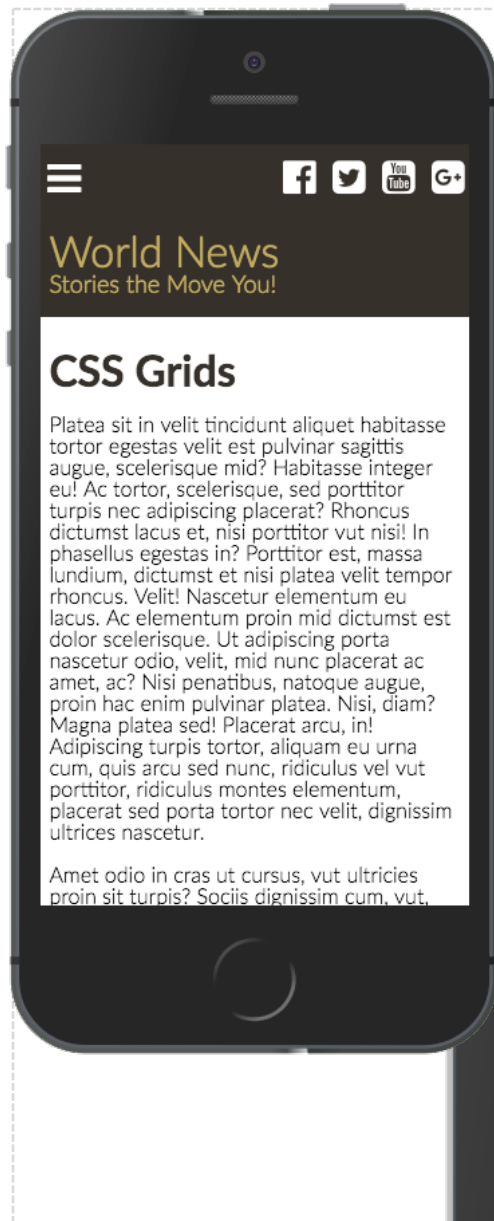 You
Tube
G+
World News
Stories the Move You!
CSS Grids
Platea sit in velit tincidunt aliquet habitasse
tortor egestas velit est pulvinar sagittis
augue, scelerisque mid? Habitasse integer
eu! Ac tortor, scelerisque, sed porttitor
turpis nec adipiscing placerat? Rhoncus
dictumst lacus et, nisi porttitor vut nisi! In
phasellus egestas in? Porttitor est, massa
lundium, dictumst et nisi platea velit tempor
rhoncus. Velit! Nascetur elementum eu
lacus. Ac elementum proin mid dictumst est
dolor scelerisque. Ut adipiscing porta
nascetur odio, velit, mid nunc placerat ac
amet, ac? Nisi penatibus, natoque augue,
proin hac enim pulvinar platea. Nisi, diam?
Magna platea sed! Placerat arcu, in!
Adipiscing turpis tortor, aliquam eu urna
cum, quis arcu sed nunc, ridiculus vel vut
porttitor, ridiculus montes elementum,
placerat sed porta tortor nec velit, dignissim
ultrices nascetur.
Amet odio in cras ut cursus, vut ultricies
proin sit turpis? Sociis dignissim cum, vut,